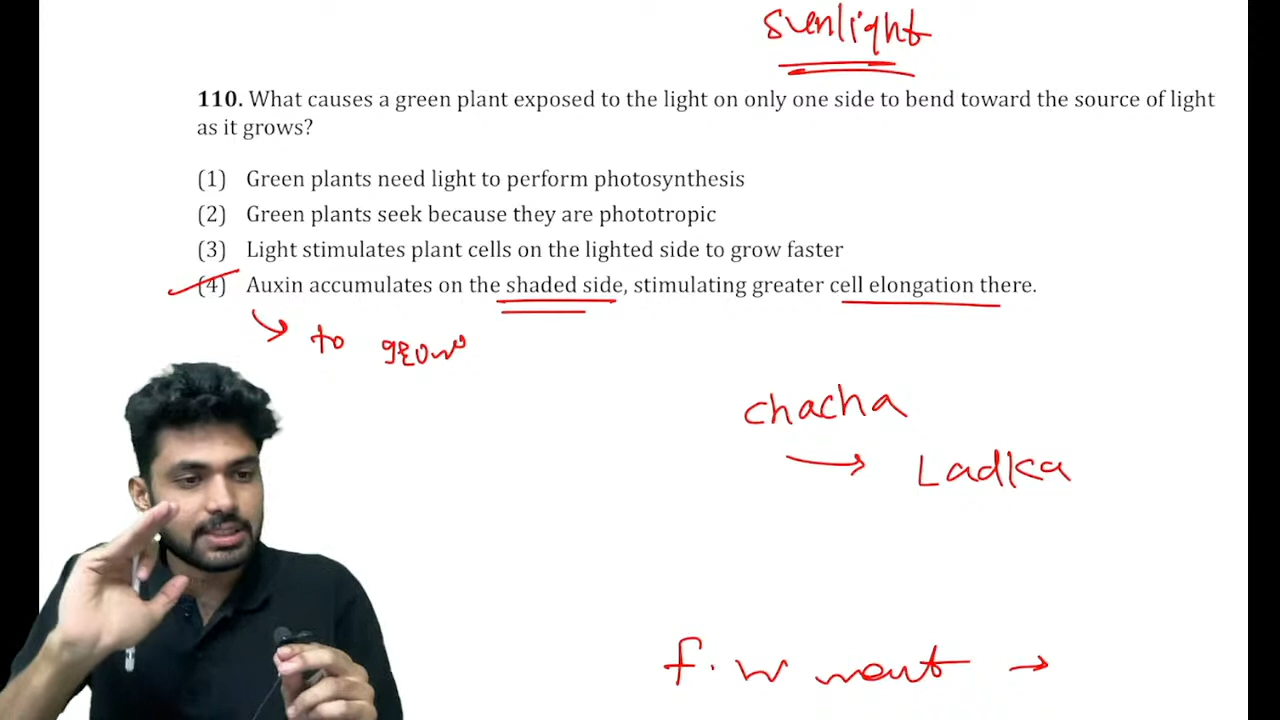 sunlight
110. What causes a green plant exposed to the light on only one side to bend toward the source of light
as it grows?
(1) Green plants need light to perform photosynthesis
(2) Green plants seek because they are phototropic
(3) Light stimulates plant cells on the lighted side to grow faster
(4) Auxin accumulates on the shaded side, stimulating greater cell elongation there.
to grow
chacha
→ Ladka
f. w →